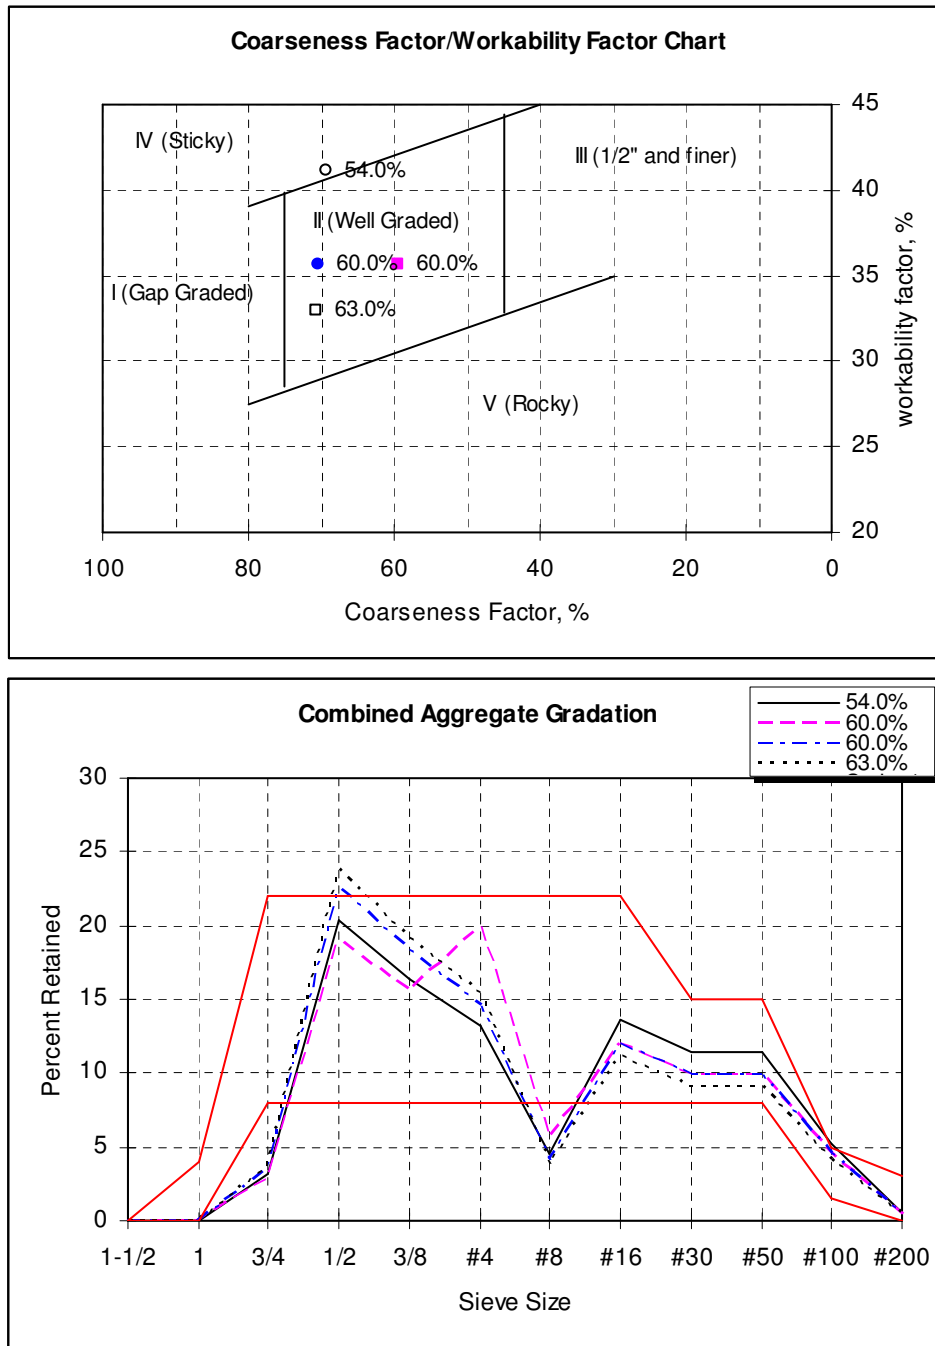 Coarseness Factor/Workability Factor Chart
45
IV (Sticky)
III (1/2" and finer)
54.0%
40
II (Well Graded)
60.0%
60.0%
I (Gap Graded)
35
63.0%
30
V (Rocky)
25
20
workability factor, %
100 80 60 40 20 0
Coarseness Factor, %
54.0%
60.0%
60.0%
63.0%
Combined Aggregate Gradation
30
25
20
15
10
5
0
Percent Retained
1-1/2 1 3/4 1/2 3/8 #4 #8 #16 #30 #50 #100 #200
Sieve Size